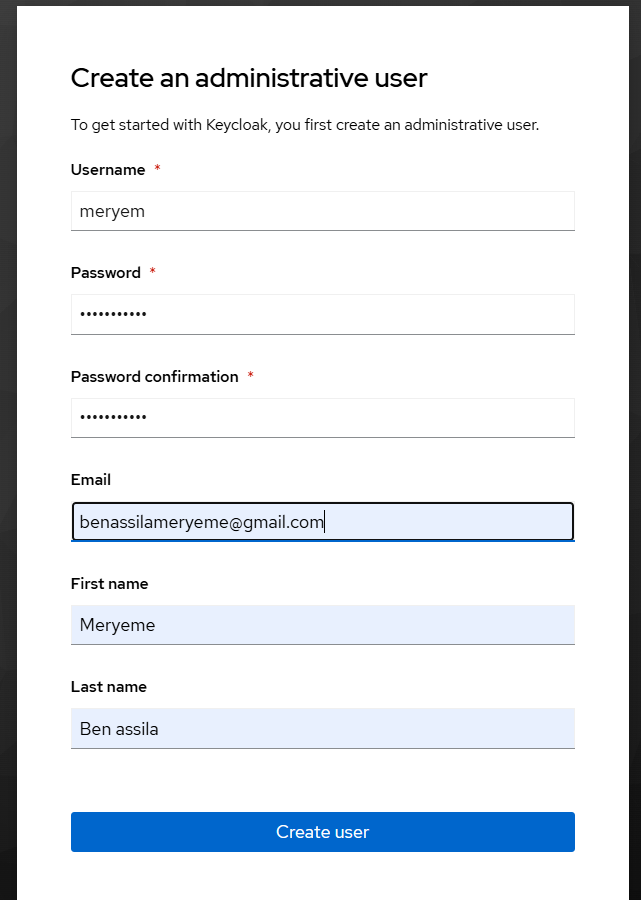 Create an administrative user
To get started with Keycloak, you first create an administrative user.
Username *
meryem
Password *
•••••••••••
Password confirmation *
•••••••••••
Email
benassilameryeme@gmail.com
First name
Meryeme
Last name
Ben assila
Create user